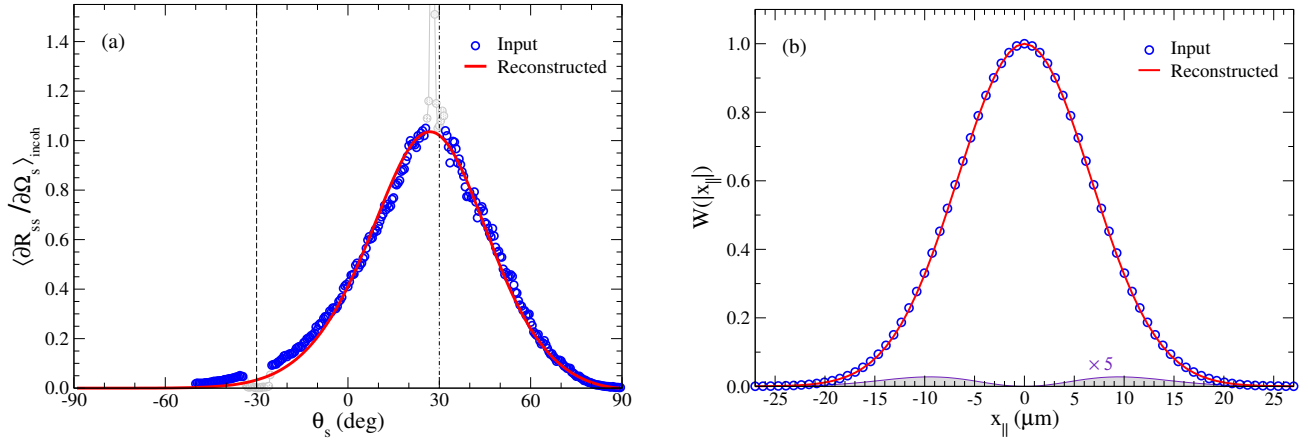 (a)
Input
Reconstructed
1.4
1.2
1.0
0.8
0.6
0.4
0.2
0.0
⟨∂R_ss / ∂Ω_s⟩_incoh
-90 -60 -30 0 30 60 90
θ_s (deg)
(b)
Input
Reconstructed
1.0
0.8
0.6
0.4
0.2
0.0
W(|x_∥|)
×5
-25 -20 -15 -10 -5 0 5 10 15 20 25
x_∥ (μm)